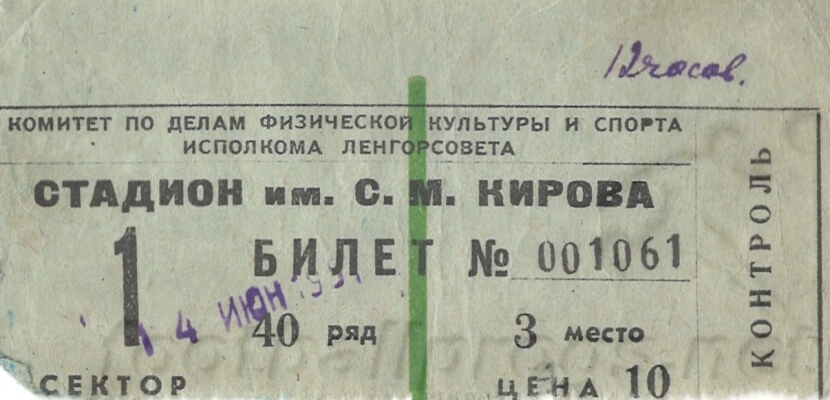 12 часов.
КОМИТЕТ ПО ДЕЛАМ ФИЗИЧЕСКОЙ КУЛЬТУРЫ И СПОРТА
ИСПОЛКОМА ЛЕНГОРСОВЕТА
СТАДИОН им. С. М. КИРОВА
1 БИЛЕТ № 001061
4 ИЮН
40 ряд 3 место
СЕКТОР ЦЕНА 10
КОНТРОЛЬ